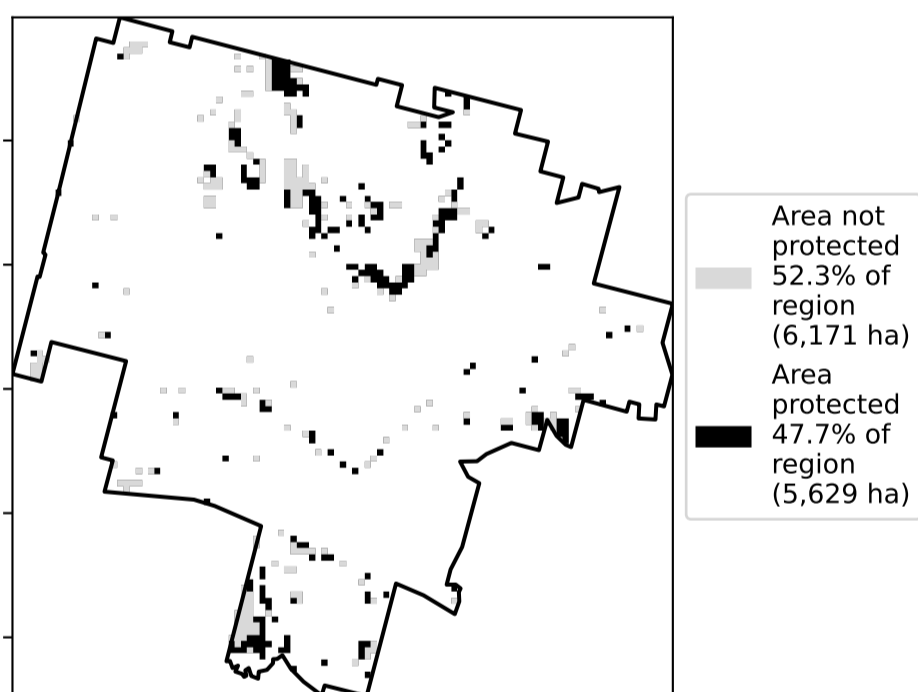 Area not
protected
52.3% of
region
(6,171 ha)
Area
protected
47.7% of
region
(5,629 ha)